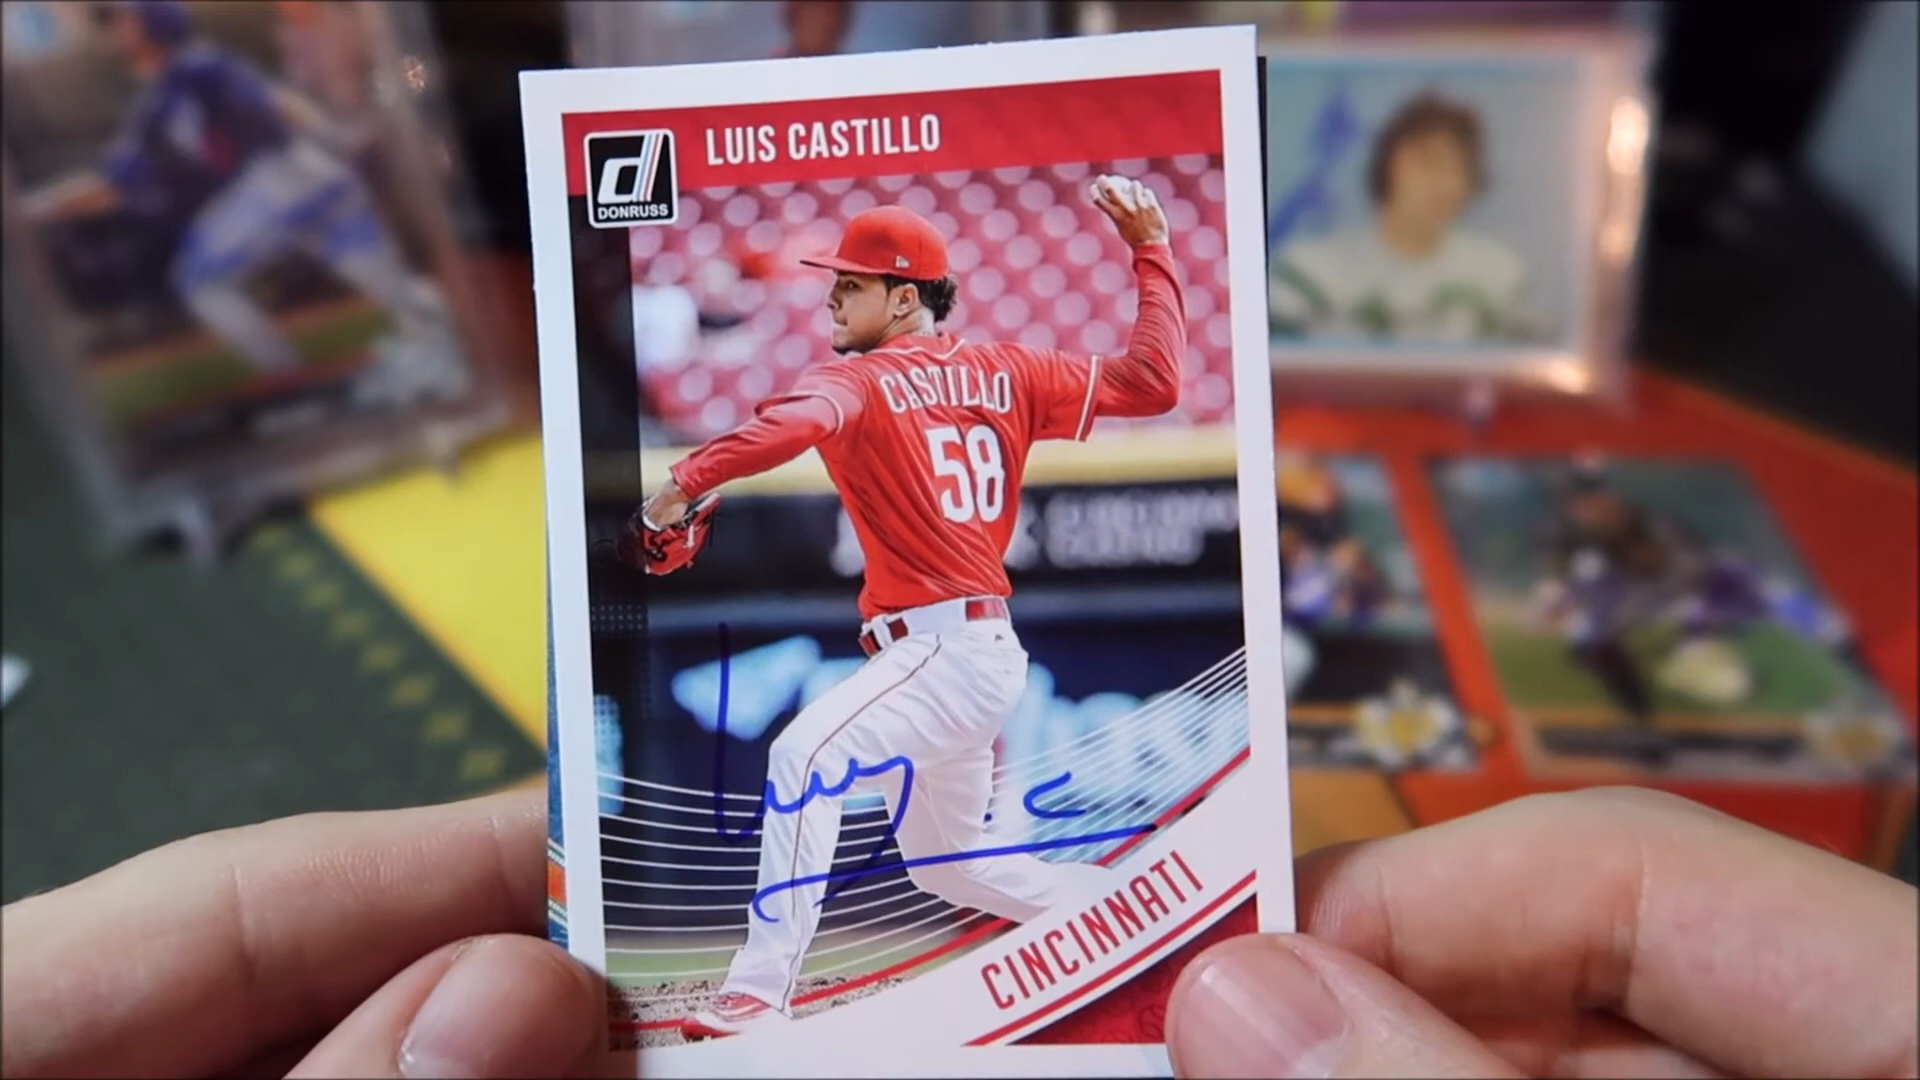 LUIS CASTILLO
d
DONRUSS
CASTILLO
58
CINCINNATI